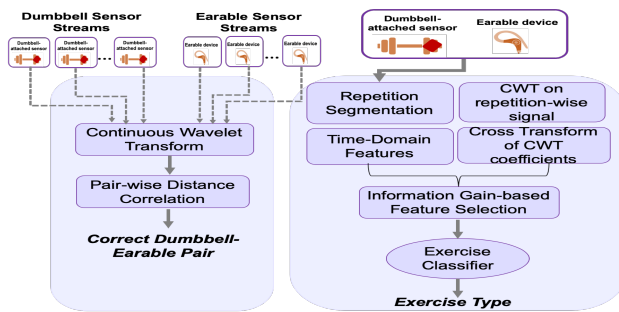 Dumbbell Sensor
Streams
Earable Sensor
Streams
Dumbbell-
attached sensor
Dumbbell-
attached sensor
...
Dumbbell-
attached sensor
Earable device
Earable device
...
Earable device
Continuous Wavelet
Transform
Pair-wise Distance
Correlation
Correct Dumbbell-
Earable Pair
Dumbbell-
attached sensor
Earable device
Repetition
Segmentation
CWT on
repetition-wise
signal
Time-Domain
Features
Cross Transform
of CWT
coefficients
Information Gain-based
Feature Selection
Exercise
Classifier
Exercise Type